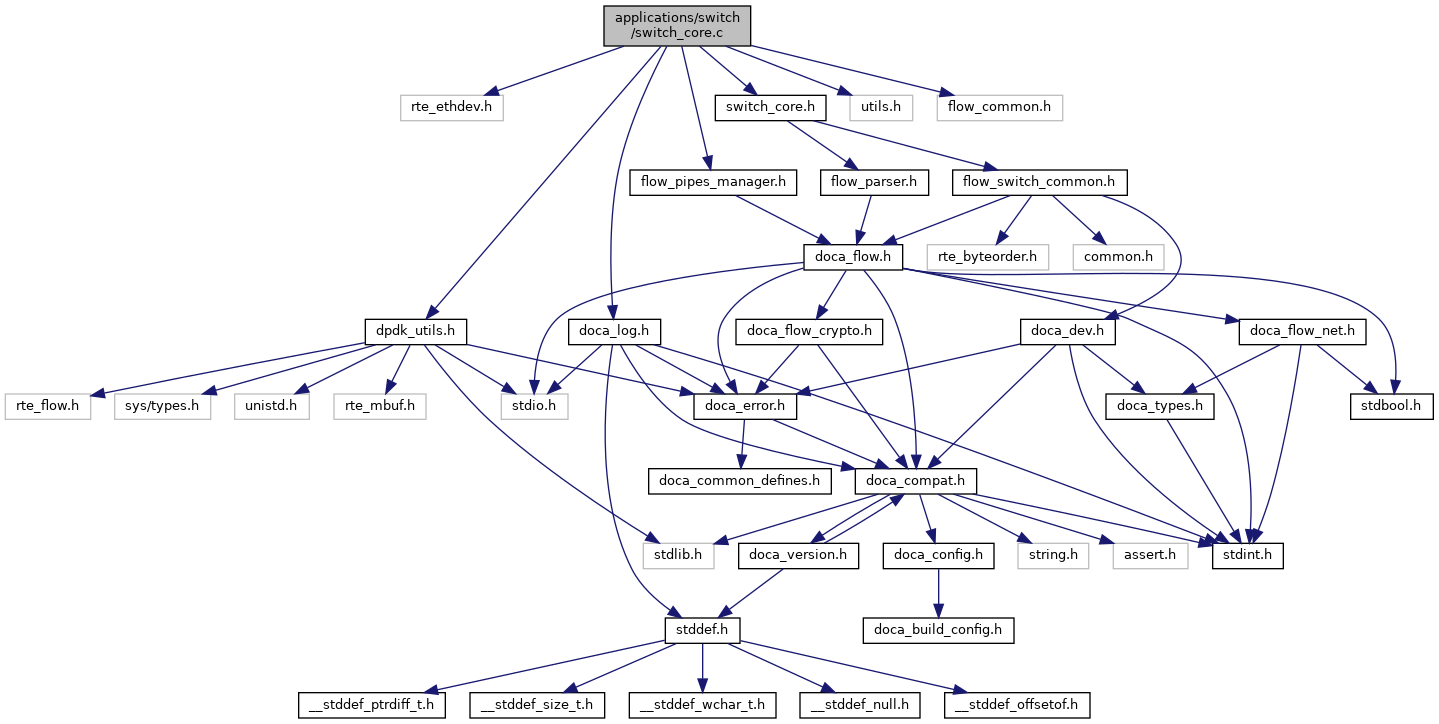 applications/switch
/switch_core.c
rte_ethdev.h
switch_core.h
utils.h
flow_common.h
flow_pipes_manager.h
flow_parser.h
flow_switch_common.h
doca_flow.h
rte_byteorder.h
common.h
dpdk_utils.h
doca_log.h
doca_flow_crypto.h
doca_dev.h
doca_flow_net.h
rte_flow.h
sys/types.h
unistd.h
rte_mbuf.h
stdio.h
doca_error.h
doca_types.h
stdbool.h
doca_common_defines.h
doca_compat.h
stdlib.h
doca_version.h
doca_config.h
string.h
assert.h
stdint.h
stddef.h
doca_build_config.h
__stddef_ptrdiff_t.h
__stddef_size_t.h
__stddef_wchar_t.h
__stddef_null.h
__stddef_offsetof.h